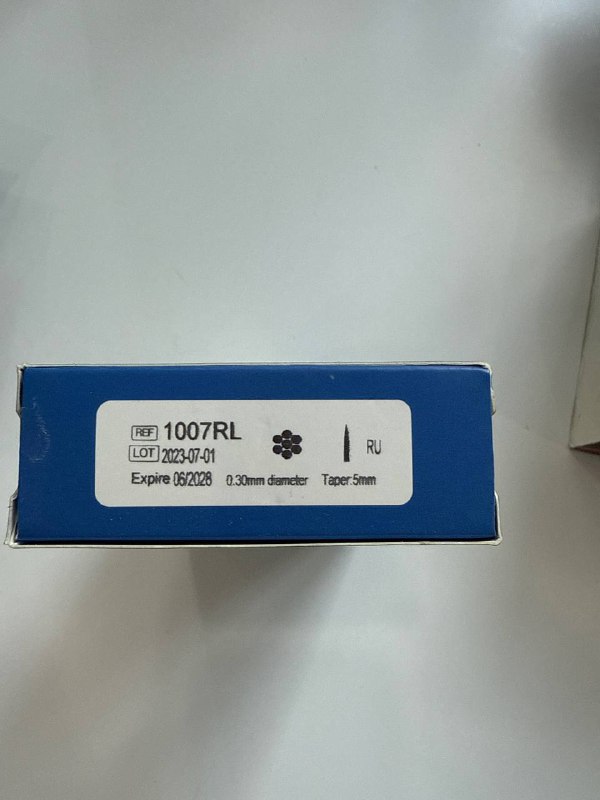 REF 1007RL
LOT 2023-07-01
RU
Expire 06/2028 0.30mm diameter Taper:5mm